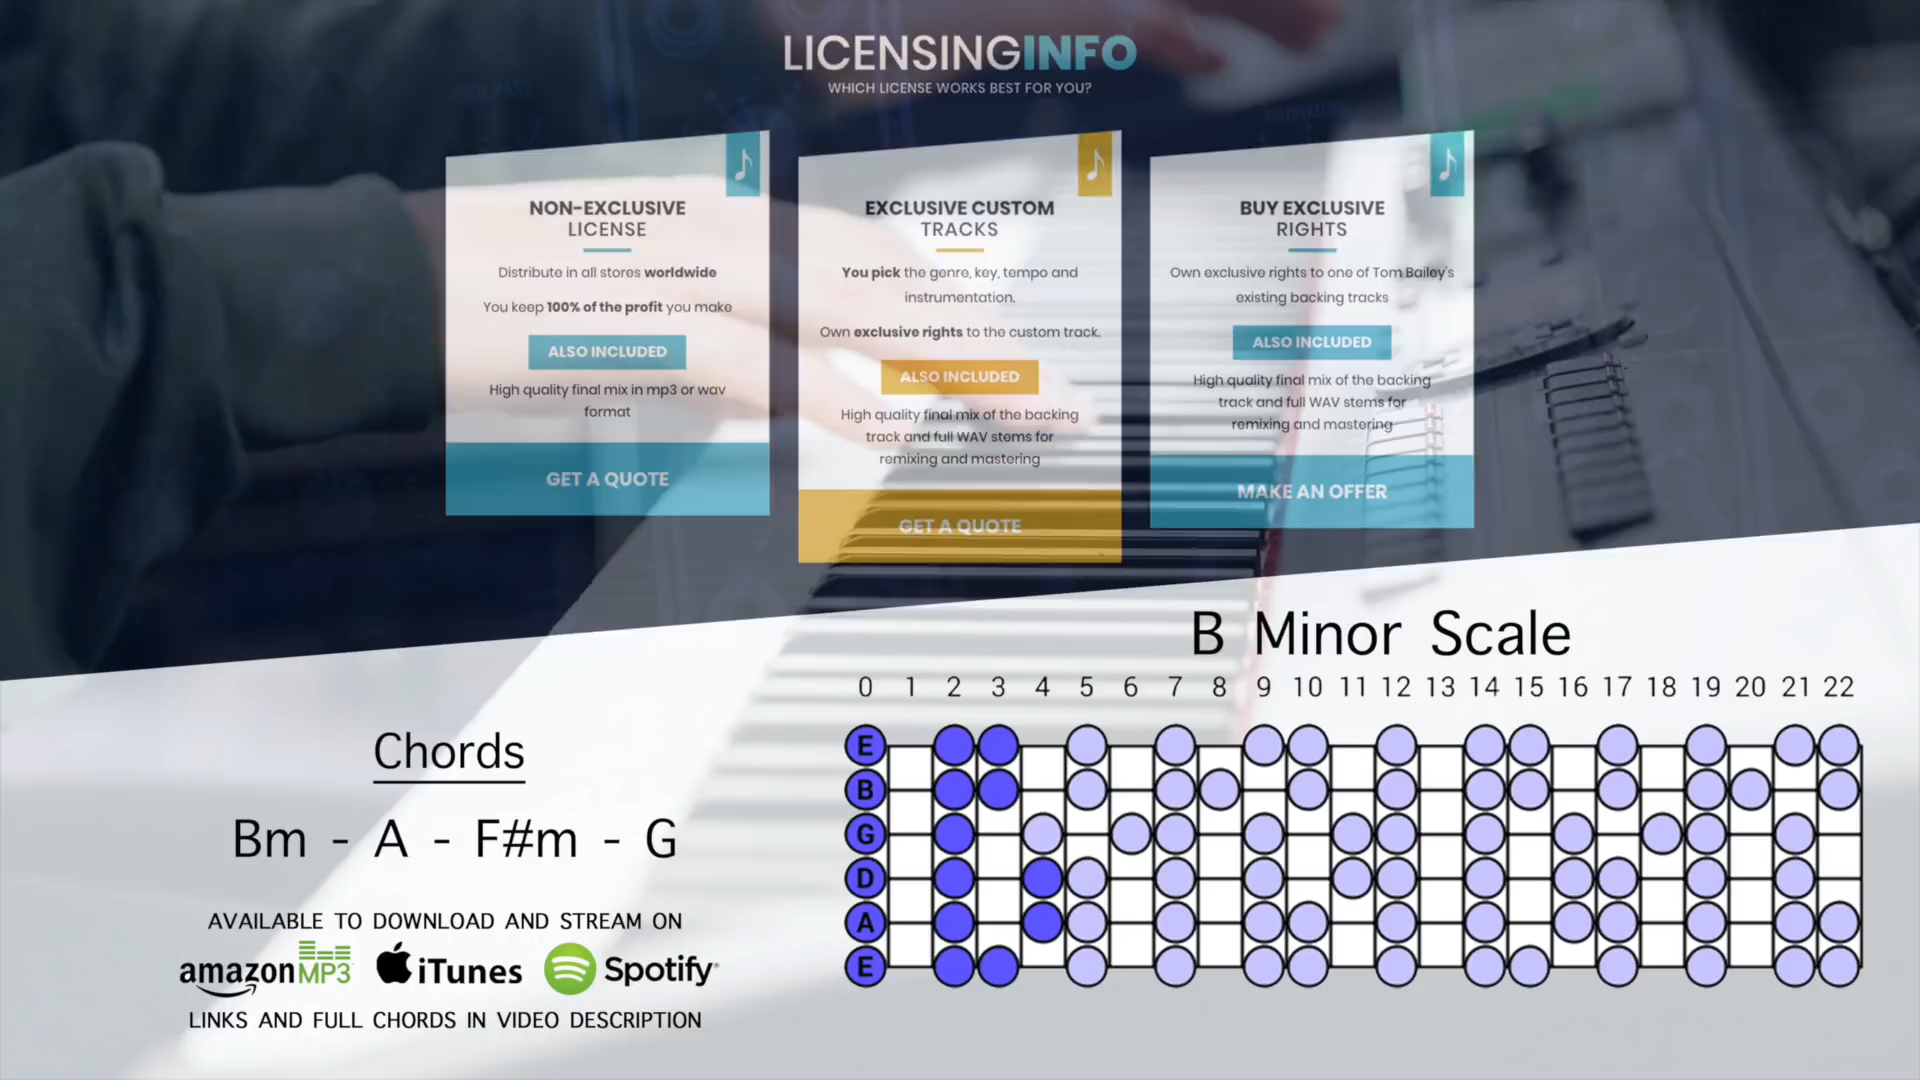 LICENSINGINFO
WHICH LICENSE WORKS BEST FOR YOU?
NON-EXCLUSIVE
LICENSE
Distribute in all stores worldwide
You keep 100% of the profit you make
ALSO INCLUDED
High quality final mix in mp3 or wav
format
GET A QUOTE
EXCLUSIVE CUSTOM
TRACKS
You pick the genre, key, tempo and
instrumentation.
Own exclusive rights to the custom track.
ALSO INCLUDED
High quality final mix of the backing
track and full WAV stems for
remixing and mastering
GET A QUOTE
BUY EXCLUSIVE
RIGHTS
Own exclusive rights to one of Tom Bailey's
existing backing tracks
ALSO INCLUDED
High quality final mix of the backing
track and full WAV stems for
remixing and mastering
MAKE AN OFFER
Chords
Bm - A - F#m - G
AVAILABLE TO DOWNLOAD AND STREAM ON
amazonMP3 iTunes Spotify
LINKS AND FULL CHORDS IN VIDEO DESCRIPTION
B Minor Scale
0 1 2 3 4 5 6 7 8 9 10 11 12 13 14 15 16 17 18 19 20 21 22
E
B
G
D
A
E